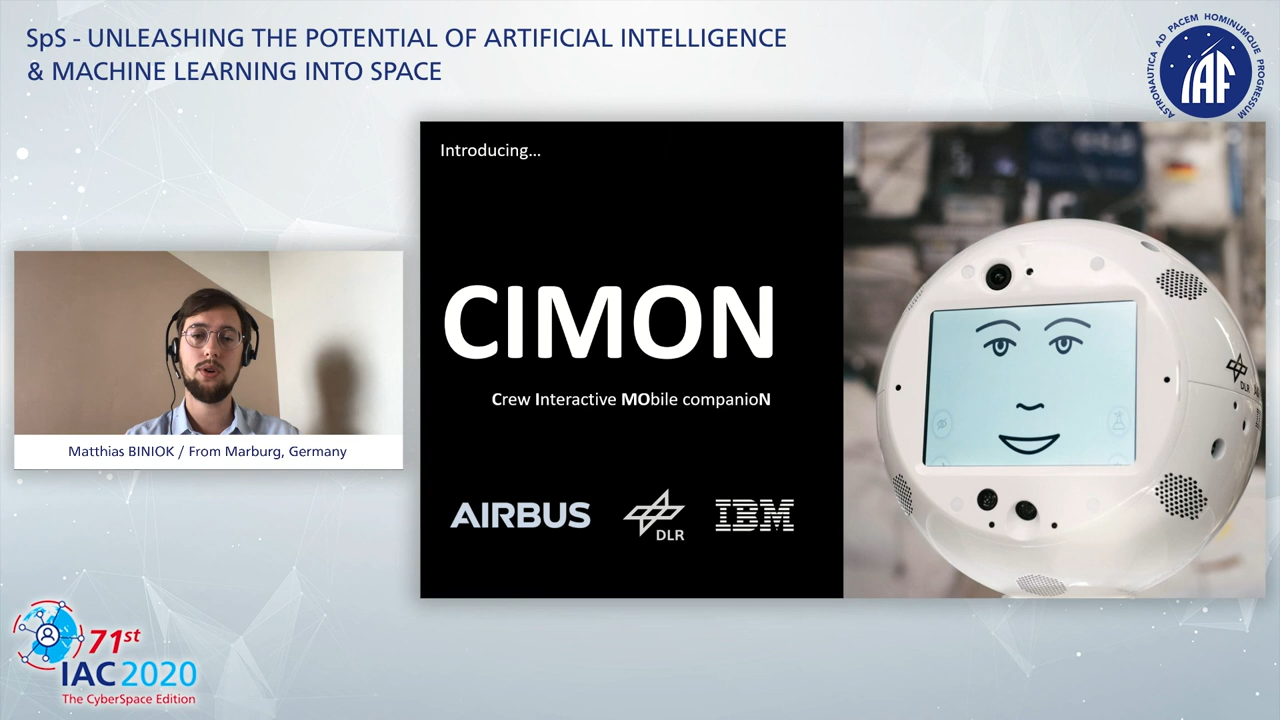 SpS - UNLEASHING THE POTENTIAL OF ARTIFICIAL INTELLIGENCE
& MACHINE LEARNING INTO SPACE
ASTRONAUTICA AD PACEM HOMINUMQUE PROGRESSUM
IAF
Introducing...
CIMON
Crew Interactive MObile companioN
AIRBUS
DLR
IBM
DLR
Matthias BINIOK / From Marburg, Germany
71st
IAC 2020
The CyberSpace Edition